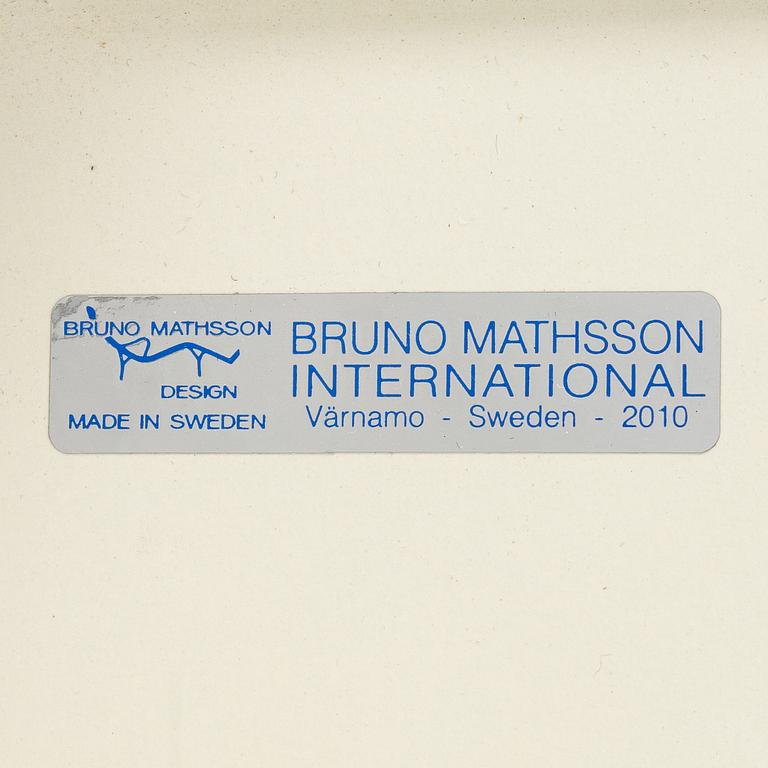 BRUNO MATHSSON
DESIGN
MADE IN SWEDEN
BRUNO MATHSSON
INTERNATIONAL
Värnamo - Sweden - 2010